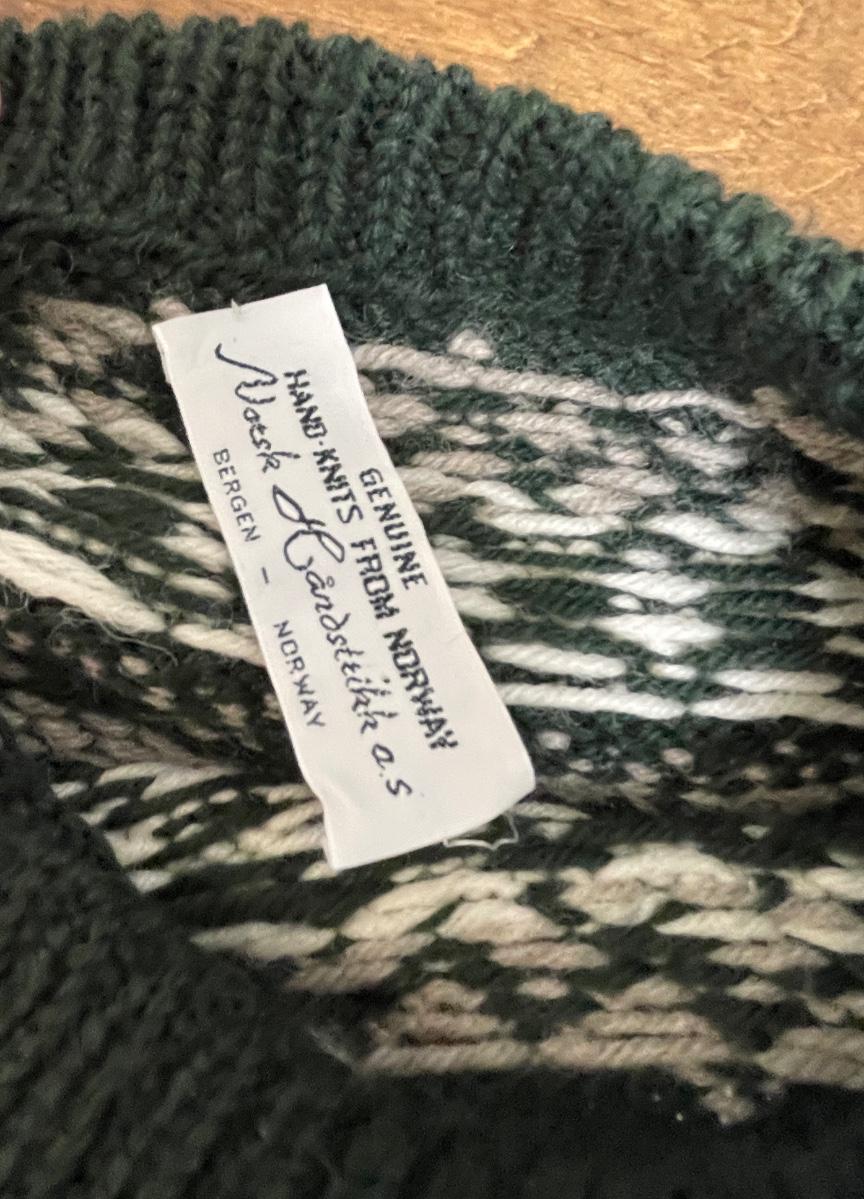 GENUINE
HAND-KNITS FROM NORWAY
Norsk Håndstrikk a.s
BERGEN - NORWAY